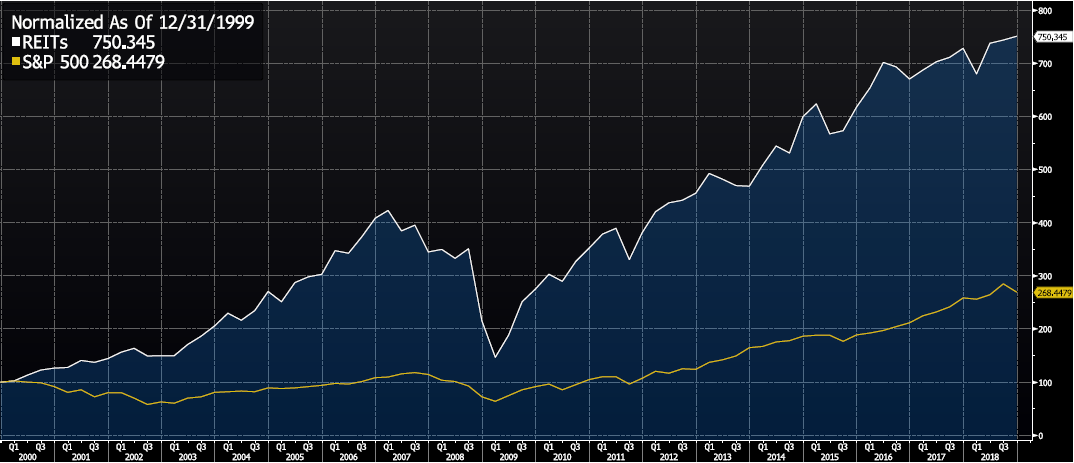 Normalized As Of 12/31/1999
REITs 750.345
S&P 500 268.4479
800
750.345
700
600
500
400
300
268.4479
200
100
0
Q1 Q3 Q1 Q3 Q1 Q3 Q1 Q3 Q1 Q3 Q1 Q3 Q1 Q3 Q1 Q3 Q1 Q3 Q1 Q3 Q1 Q3 Q1 Q3 Q1 Q3 Q1 Q3 Q1 Q3 Q1 Q3 Q1 Q3 Q1 Q3 Q1 Q3
2000 2001 2002 2003 2004 2005 2006 2007 2008 2009 2010 2011 2012 2013 2014 2015 2016 2017 2018